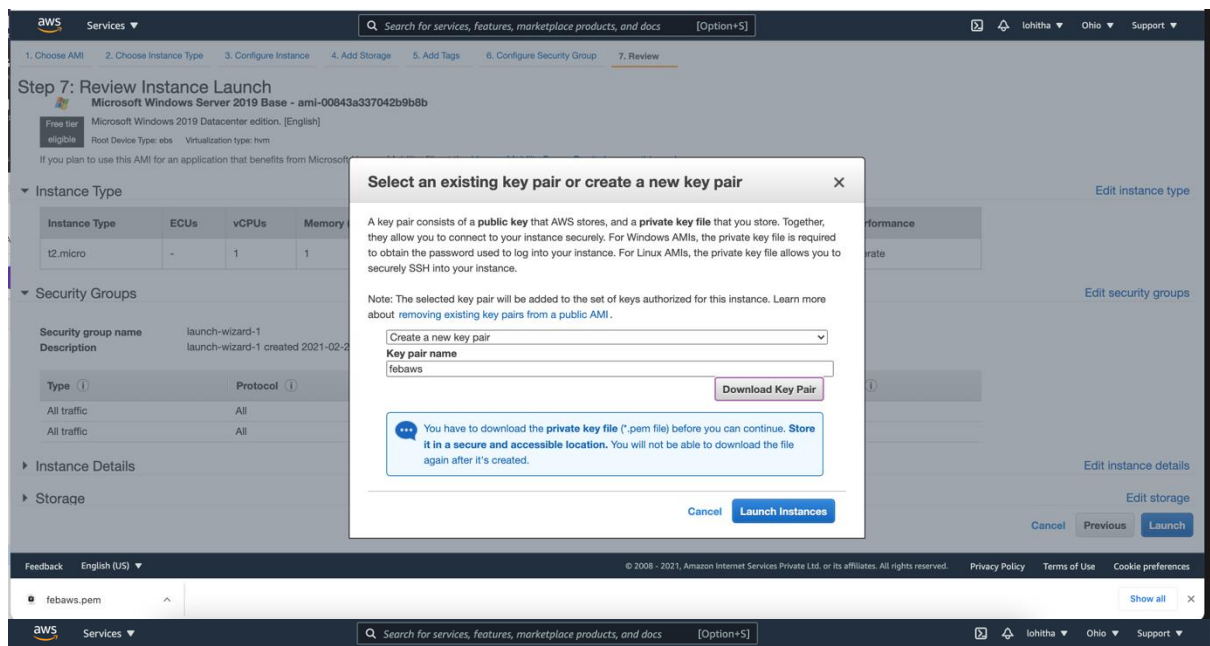 aws Services ▼ Search for services, features, marketplace products, and docs [Option+S] lohitha ▼ Ohio ▼ Support ▼
1. Choose AMI 2. Choose Instance Type 3. Configure Instance 4. Add Storage 5. Add Tags 6. Configure Security Group 7. Review
Step 7: Review Instance Launch
Microsoft Windows Server 2019 Base - ami-00843a337042b9b8b
Free tier eligible
Microsoft Windows 2019 Datacenter edition. [English]
Root Device Type: ebs Virtualization type: hvm
If you plan to use this AMI for an application that benefits from Microsoft
Instance Type Edit instance type
Instance Type ECUs vCPUs Memory
t2.micro - 1 1
Security Groups Edit security groups
Security group name launch-wizard-1
Description launch-wizard-1 created 2021-02-2
Type Protocol
All traffic All
All traffic All
Instance Details Edit instance details
Storage Edit storage
Cancel Previous Launch
Select an existing key pair or create a new key pair ×
A key pair consists of a public key that AWS stores, and a private key file that you store. Together,
they allow you to connect to your instance securely. For Windows AMIs, the private key file is required
to obtain the password used to log into your instance. For Linux AMIs, the private key file allows you to
securely SSH into your instance.
Note: The selected key pair will be added to the set of keys authorized for this instance. Learn more
about removing existing key pairs from a public AMI.
Create a new key pair
Key pair name
febaws
Download Key Pair
You have to download the private key file (*.pem file) before you can continue. Store
it in a secure and accessible location. You will not be able to download the file
again after it's created.
Cancel Launch Instances
Feedback English (US) ▼ © 2008 - 2021, Amazon Internet Services Private Ltd. or its affiliates. All rights reserved. Privacy Policy Terms of Use Cookie preferences
febaws.pem Show all ×
aws Services ▼ Search for services, features, marketplace products, and docs [Option+S] lohitha ▼ Ohio ▼ Support ▼